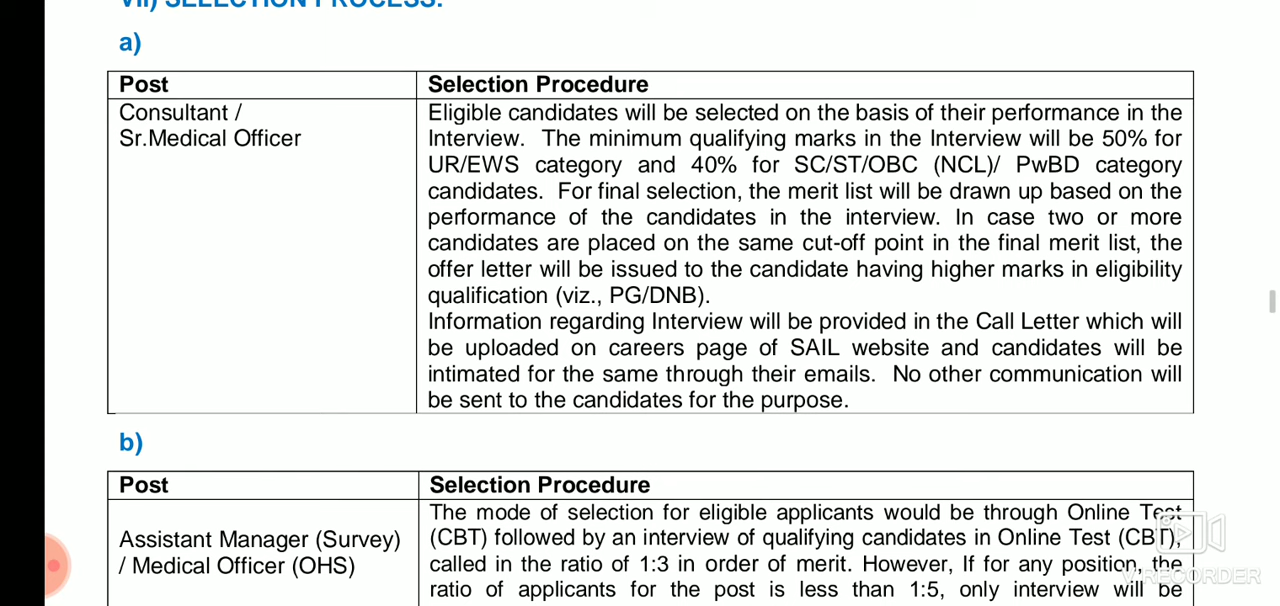 VII) SELECTION PROCESS:
a)
Post
Selection Procedure
Consultant /
Sr.Medical Officer
Eligible candidates will be selected on the basis of their performance in the
Interview. The minimum qualifying marks in the Interview will be 50% for
UR/EWS category and 40% for SC/ST/OBC (NCL)/ PwBD category
candidates. For final selection, the merit list will be drawn up based on the
performance of the candidates in the interview. In case two or more
candidates are placed on the same cut-off point in the final merit list, the
offer letter will be issued to the candidate having higher marks in eligibility
qualification (viz., PG/DNB).
Information regarding Interview will be provided in the Call Letter which will
be uploaded on careers page of SAIL website and candidates will be
intimated for the same through their emails. No other communication will
be sent to the candidates for the purpose.
b)
Post
Selection Procedure
Assistant Manager (Survey)
/ Medical Officer (OHS)
The mode of selection for eligible applicants would be through Online Test
(CBT) followed by an interview of qualifying candidates in Online Test (CBT),
called in the ratio of 1:3 in order of merit. However, If for any position, the
ratio of applicants for the post is less than 1:5, only interview will be
V RECORDER